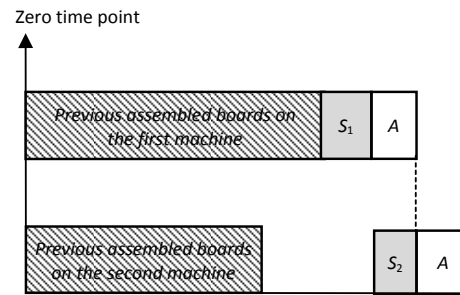 Zero time point
Previous assembled boards on
the first machine
S1
A
Previous assembled boards
on the second machine
S2
A